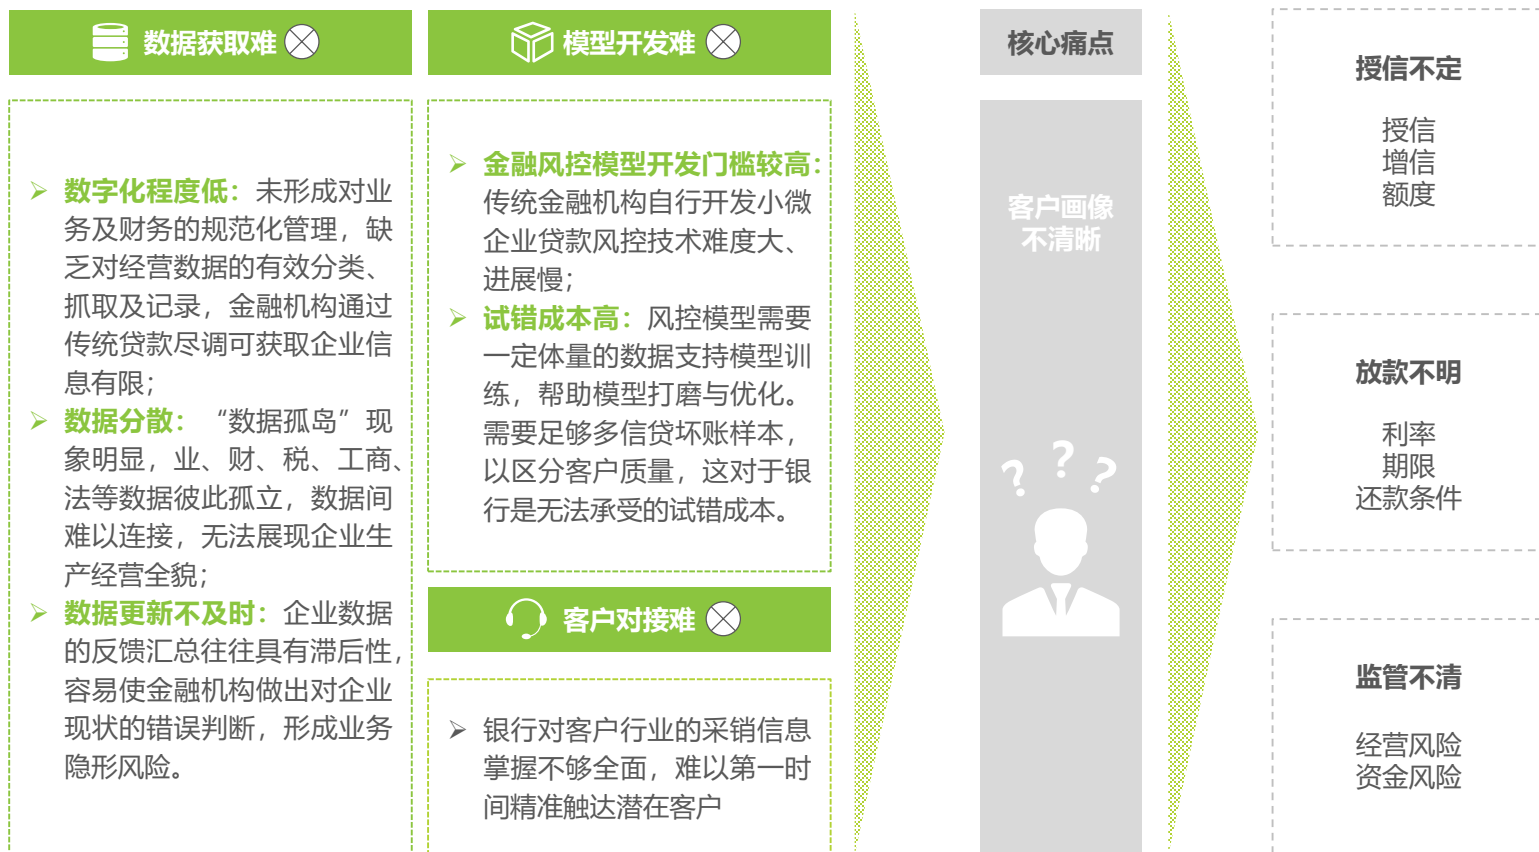 数据获取难
数字化程度低：未形成对业
务及财务的规范化管理，缺
乏对经营数据的有效分类、
抓取及记录，金融机构通过
传统贷款尽调可获取企业信
息有限；
数据分散：“数据孤岛”现
象明显，业、财、税、工商、
法等数据彼此孤立，数据间
难以连接，无法展现企业生
产经营全貌；
数据更新不及时：企业数据
的反馈汇总往往具有滞后性，
容易使金融机构做出对企业
现状的错误判断，形成业务
隐形风险。
模型开发难
金融风控模型开发门槛较高：
传统金融机构自行开发小微
企业贷款风控技术难度大、
进展慢；
试错成本高：风控模型需要
一定体量的数据支持模型训
练，帮助模型打磨与优化。
需要足够多信贷坏账样本，
以区分客户质量，这对于银
行是无法承受的试错成本。
客户对接难
银行对客户行业的采销信息
掌握不够全面，难以第一时
间精准触达潜在客户
核心痛点
客户画像
不清晰
? ? ?
授信不定
授信
增信
额度
放款不明
利率
期限
还款条件
监管不清
经营风险
资金风险